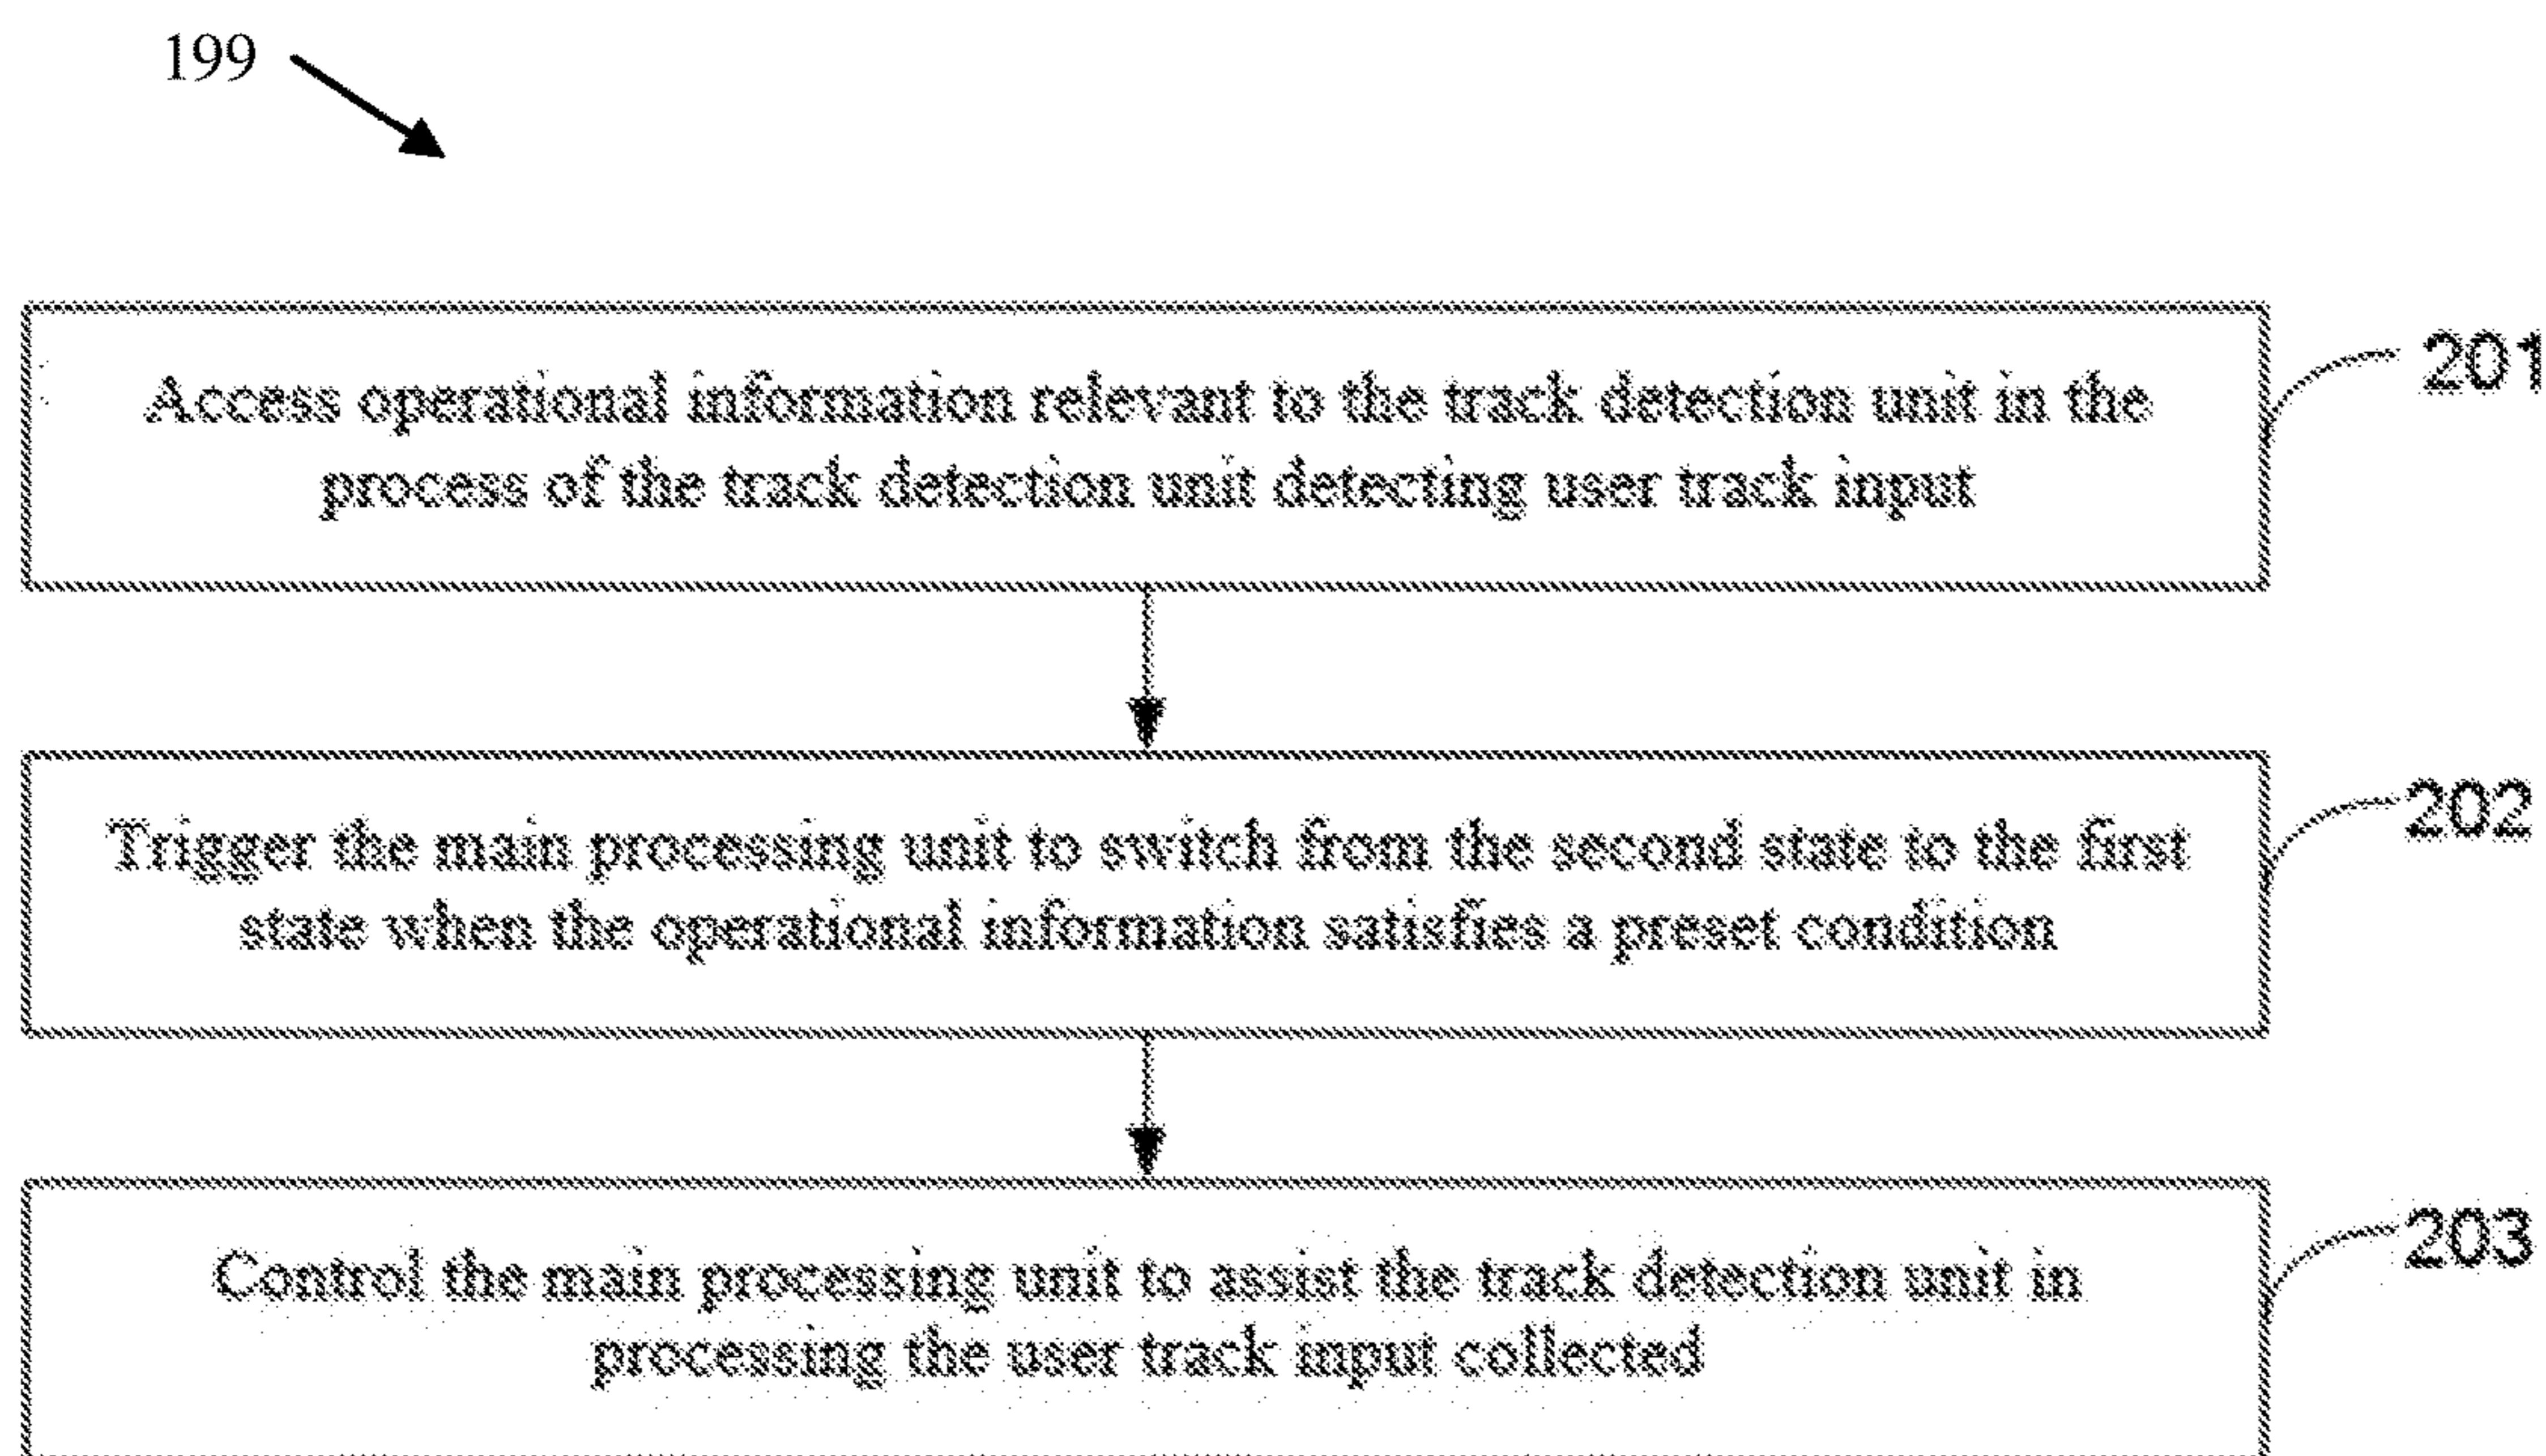 199
Access operational information relevant to the track detection unit in the
process of the track detection unit detecting user track input
201
Trigger the main processing unit to switch from the second state to the first
state when the operational information satisfies a preset condition
202
Control the main processing unit to assist the track detection unit in
processing the user track input collected
203